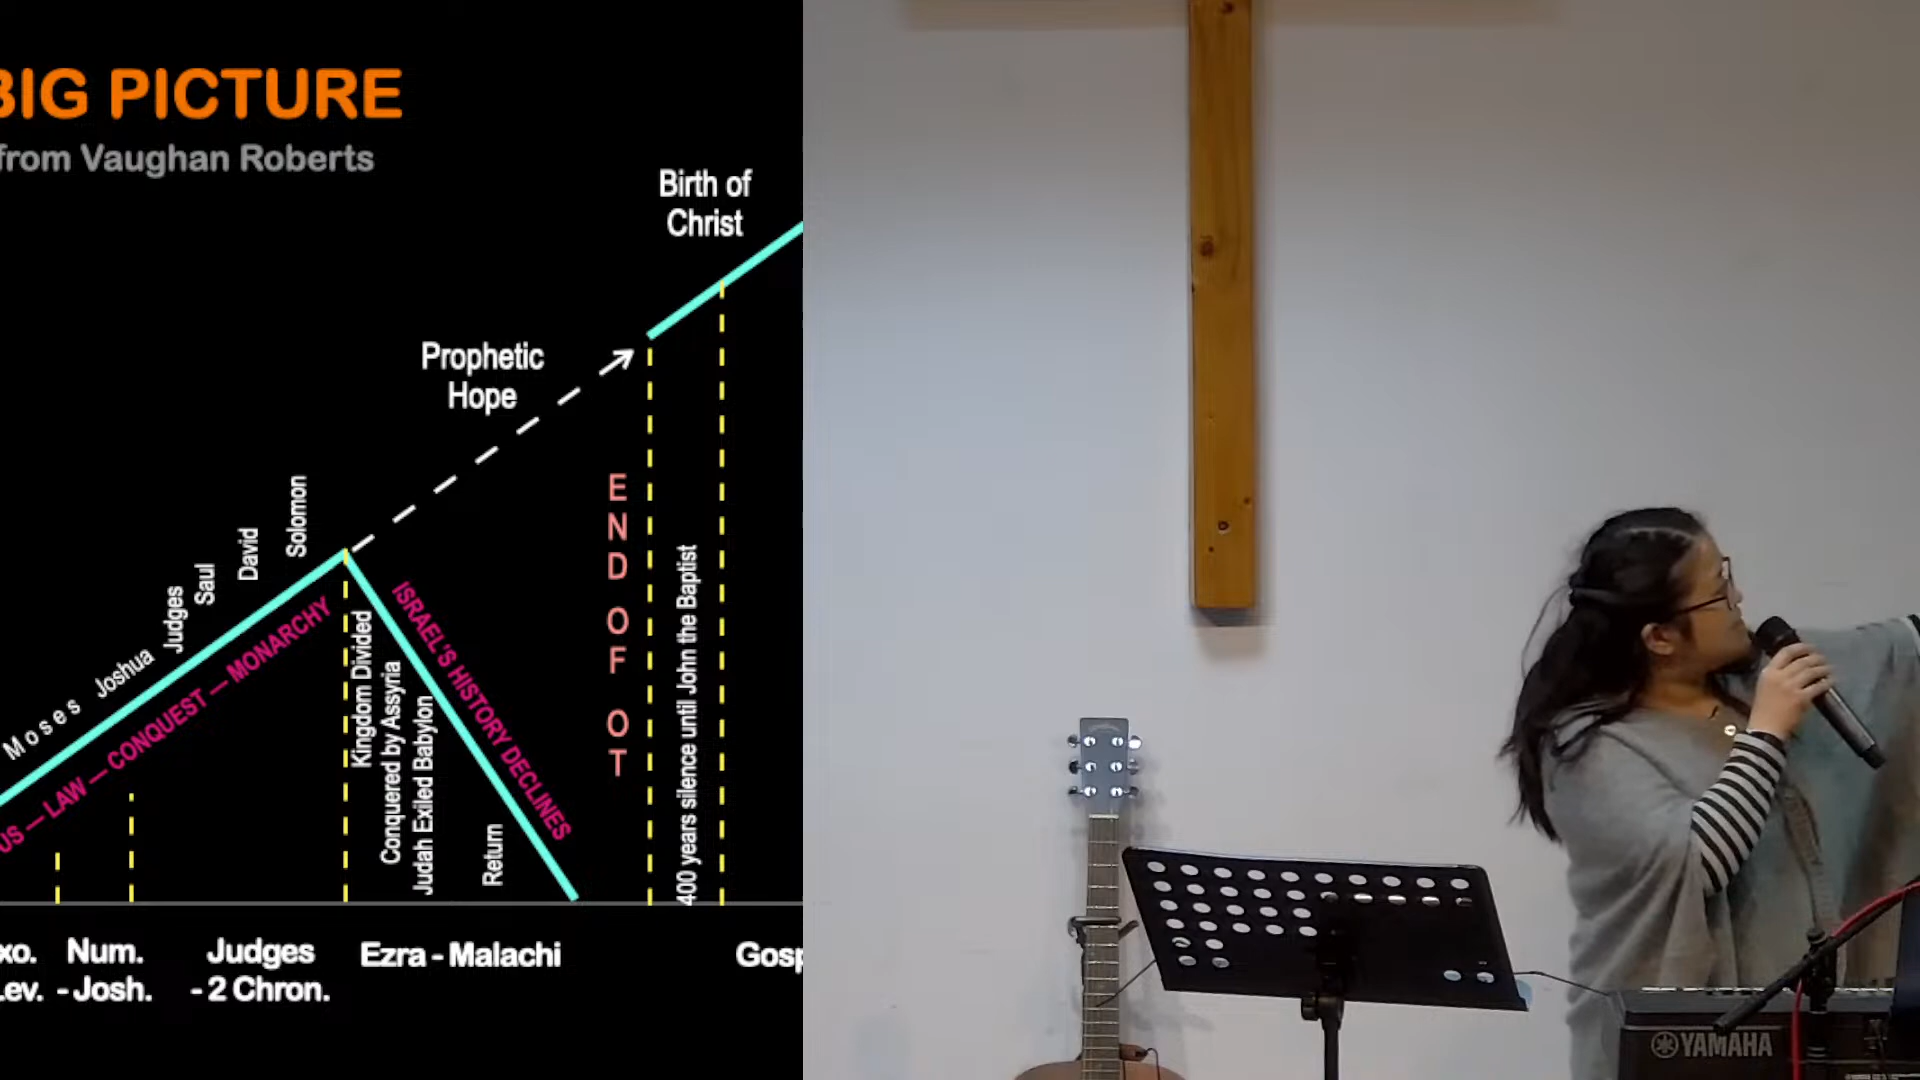 BIG PICTURE
from Vaughan Roberts
Birth of
Christ
Prophetic
Hope
Solomon
David
Saul
Judges
Joshua
Moses
US — LAW — CONQUEST — MONARCHY
Kingdom Divided
Conquered by Assyria
Judah Exiled Babylon
ISRAEL'S HISTORY DECLINES
Return
END OF OT
400 years silence until John the Baptist
xo.
Lev.
Num.
- Josh.
Judges
- 2 Chron.
Ezra - Malachi
Gosp
YAMAHA